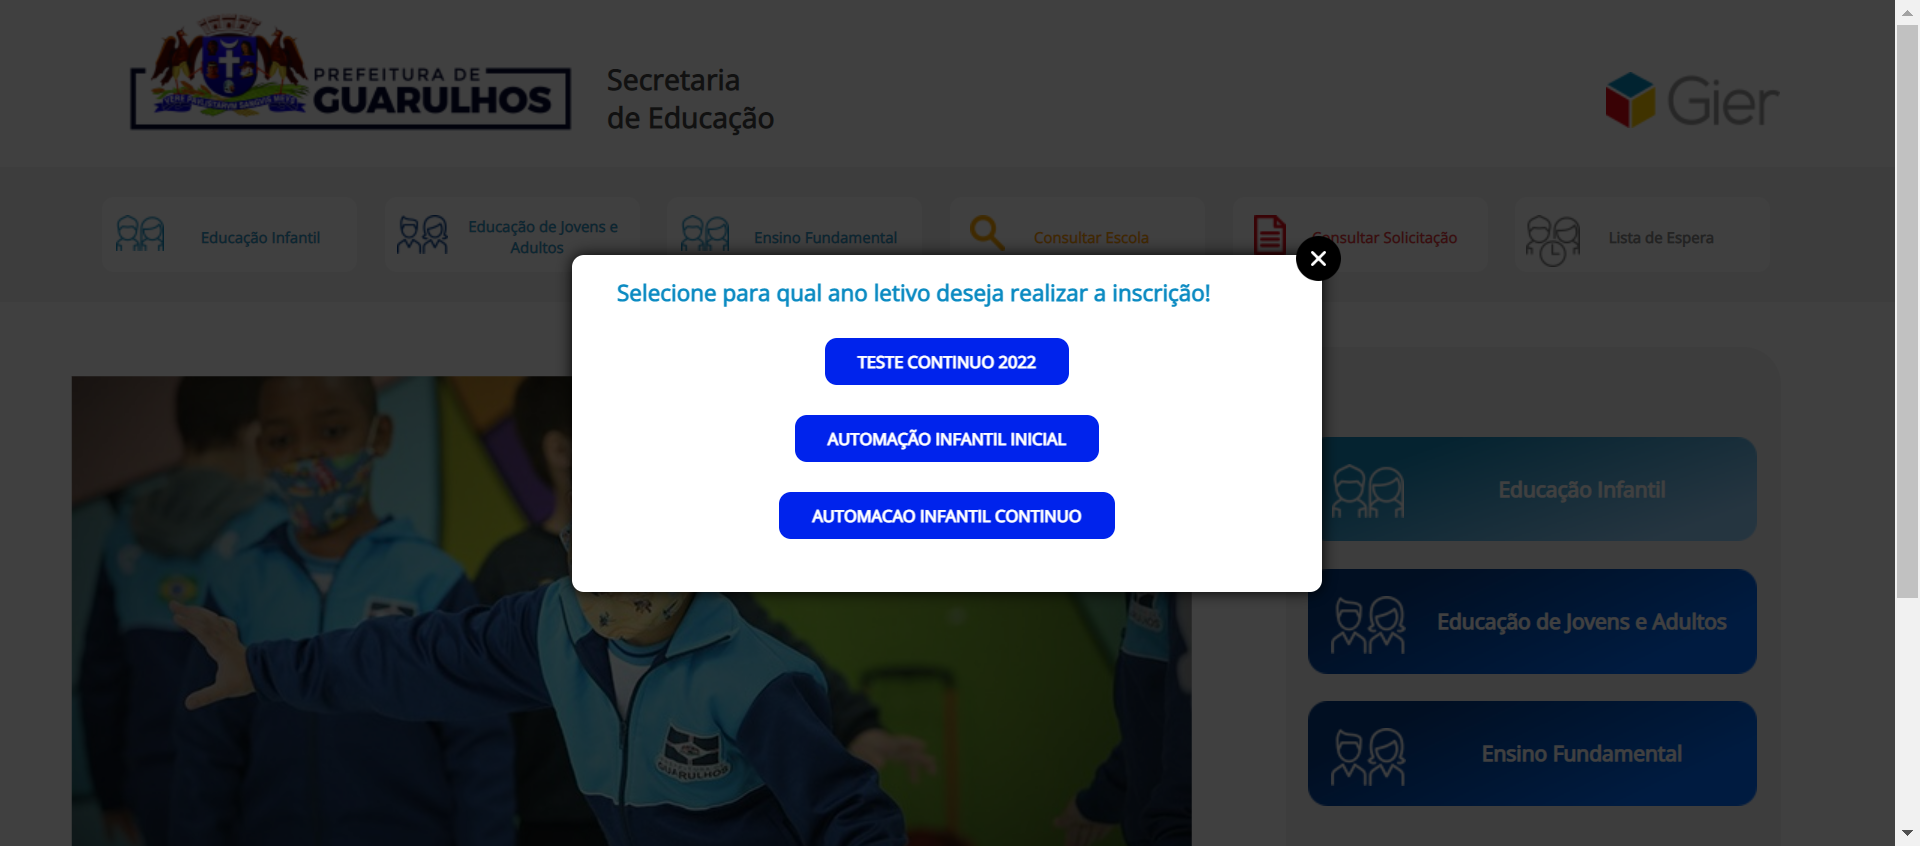 PREFEITURA DE
GUARULHOS
Secretaria
de Educação
Gier
Educação Infantil
Educação de Jovens e
Adultos
Ensino Fundamental
Consultar Escola
Consultar Solicitação
Lista de Espera
Selecione para qual ano letivo deseja realizar a inscrição!
TESTE CONTINUO 2022
AUTOMAÇÃO INFANTIL INICIAL
AUTOMACAO INFANTIL CONTINUO
Educação Infantil
Educação de Jovens e Adultos
Ensino Fundamental
GUARULHOS